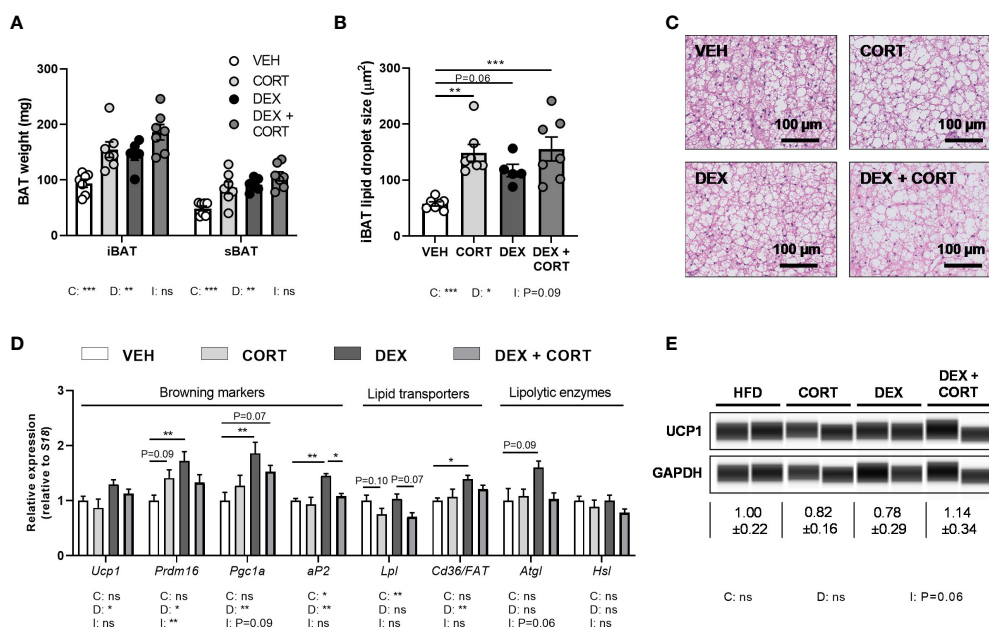 A
VEH
CORT
DEX
DEX +
CORT
BAT weight (mg)
300
200
100
0
iBAT
sBAT
C: *** D: ** I: ns
C: *** D: ** I: ns
B
iBAT lipid droplet size (μm²)
300
200
100
0
***
P=0.06
**
VEH CORT DEX DEX +
CORT
C: *** D: * I: P=0.09
C
VEH
100 µm
CORT
100 µm
DEX
100 µm
DEX + CORT
100 µm
D
VEH CORT DEX DEX + CORT
Relative expression
(relative to S18)
3
2
1
0
Browning markers
Lipid transporters
Lipolytic enzymes
P=0.09
**
P=0.07
**
**
*
P=0.10
P=0.07
*
P=0.09
Ucp1 Prdm16 Pgc1a aP2 Lpl Cd36/FAT Atgl Hsl
C: ns C: ns C: ns C: * C: ** C: ns C: ns C: ns
D: * D: * D: ** D: ** D: ns D: ** D: ns D: ns
I: ns I: ** I: P=0.09 I: ns I: ns I: ns I: P=0.06 I: ns
E
HFD CORT DEX DEX +
CORT
UCP1
GAPDH
1.00 0.82 0.78 1.14
±0.22 ±0.16 ±0.29 ±0.34
C: ns D: ns I: P=0.06